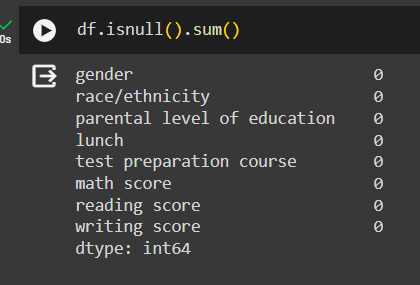 0s
df.isnull().sum()
gender 0
race/ethnicity 0
parental level of education 0
lunch 0
test preparation course 0
math score 0
reading score 0
writing score 0
dtype: int64